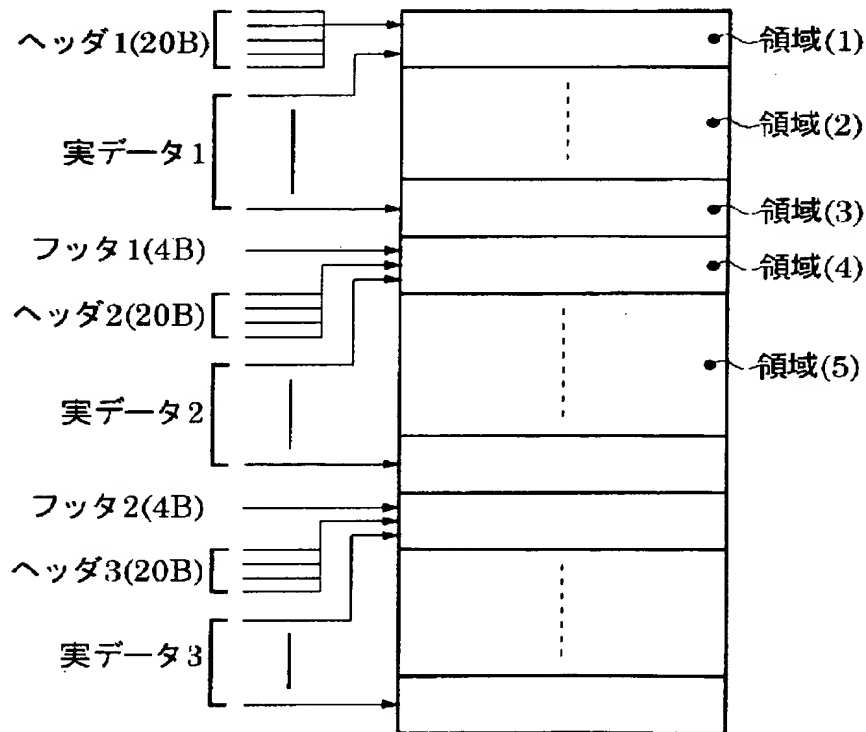 ヘッダ1(20B)
実データ1
フッタ1(4B)
ヘッダ2(20B)
実データ2
フッタ2(4B)
ヘッダ3(20B)
実データ3
領域(1)
領域(2)
領域(3)
領域(4)
領域(5)